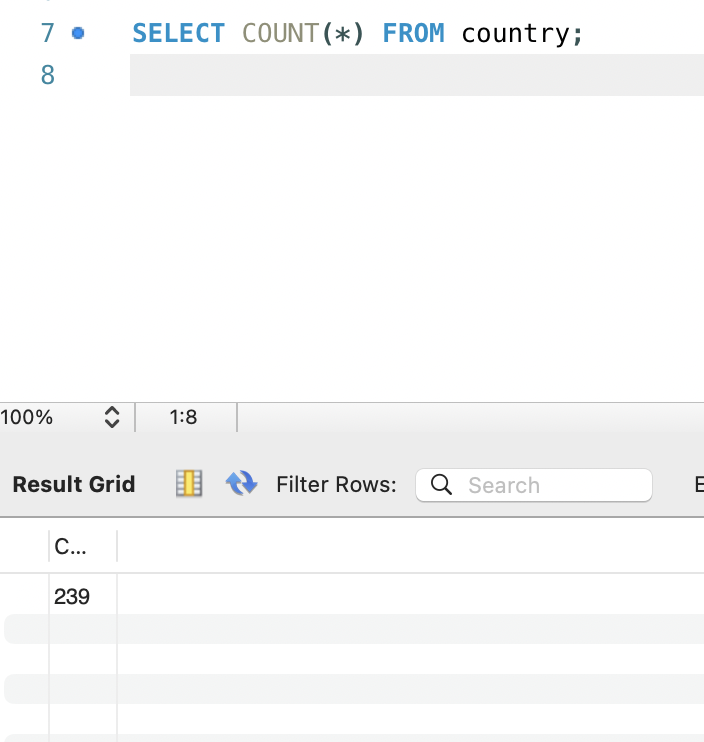 7 SELECT COUNT(*) FROM country;
8
100% 1:8
Result Grid Filter Rows: Search E
C...
239